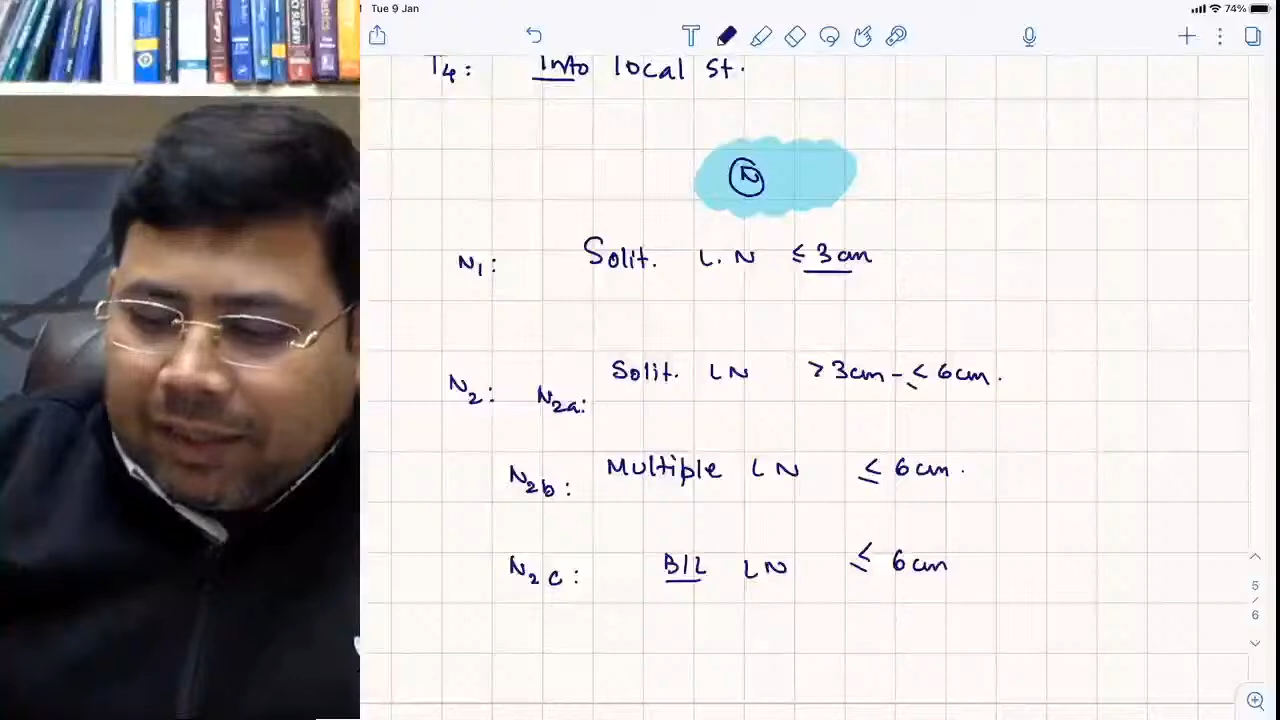 Tue 9 Jan
74%
T4: Into local St.
N
N1: Solit. L.N ≤ 3cm
N2: N2a: Solit. LN > 3cm - ≤ 6cm.
N2b: Multiple LN ≤ 6cm.
N2c: B/L LN ≤ 6cm
5
/
6